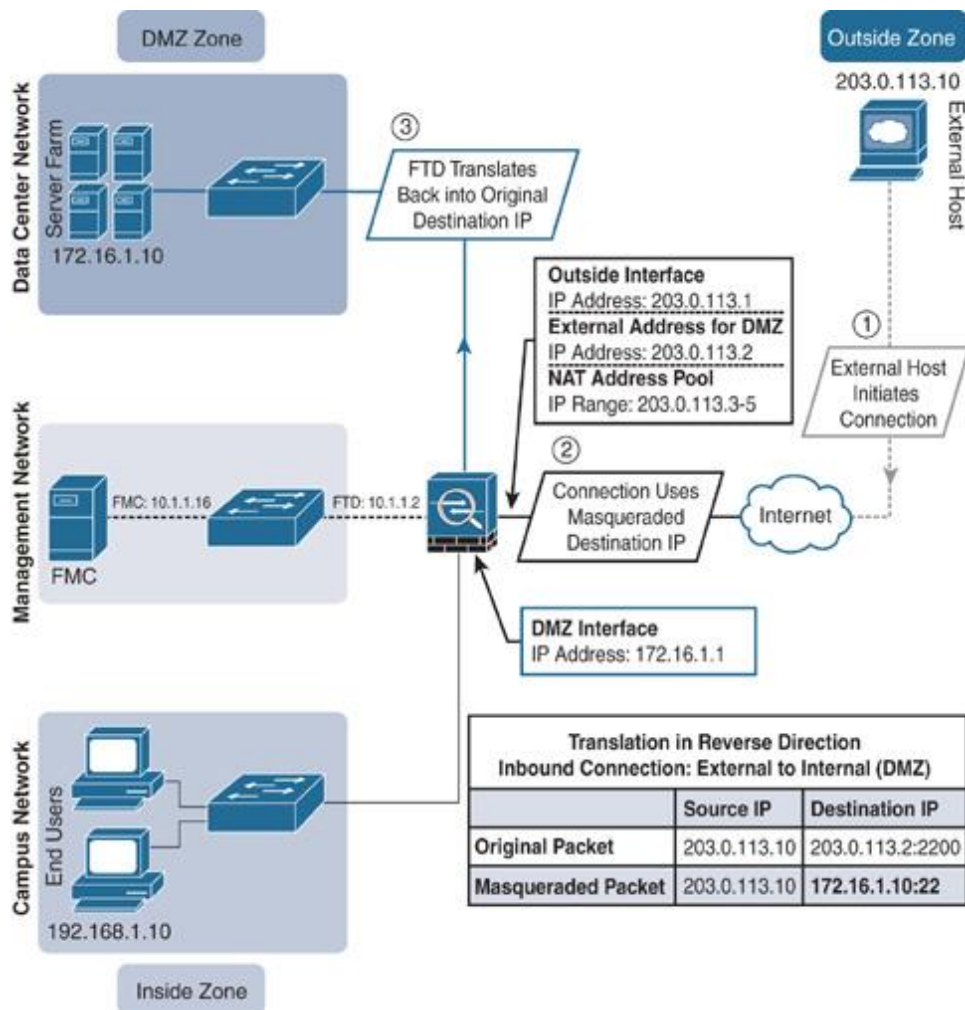 DMZ Zone
Outside Zone
203.0.113.10
External Host
Data Center Network
Server Farm
172.16.1.10
③
FTD Translates
Back into Original
Destination IP
Outside Interface
IP Address: 203.0.113.1
External Address for DMZ
IP Address: 203.0.113.2
NAT Address Pool
IP Range: 203.0.113.3-5
①
External Host
Initiates
Connection
Management Network
FMC: 10.1.1.16
FTD: 10.1.1.2
FMC
②
Connection Uses
Masqueraded
Destination IP
Internet
DMZ Interface
IP Address: 172.16.1.1
Campus Network
End Users
192.168.1.10
Inside Zone
Translation in Reverse Direction
Inbound Connection: External to Internal (DMZ)
Source IP Destination IP
Original Packet 203.0.113.10 203.0.113.2:2200
Masqueraded Packet 203.0.113.10 172.16.1.10:22